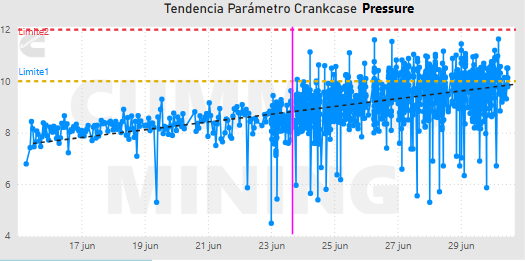 Tendencia Parámetro Crankcase Pressure
12
Limite2
Limite1
10
8
6
4
MINING
17 jun
19 jun
21 jun
23 jun
25 jun
27 jun
29 jun